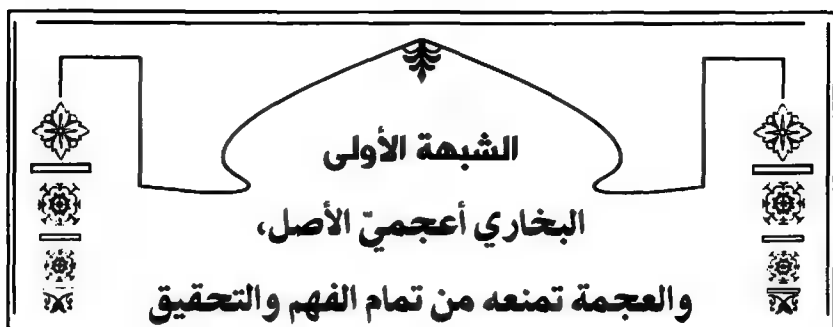 الشبهة الأولى
البخاري أعجميّ الأصل،
والعجمة تمنعه من تمام الفهم والتحقيق